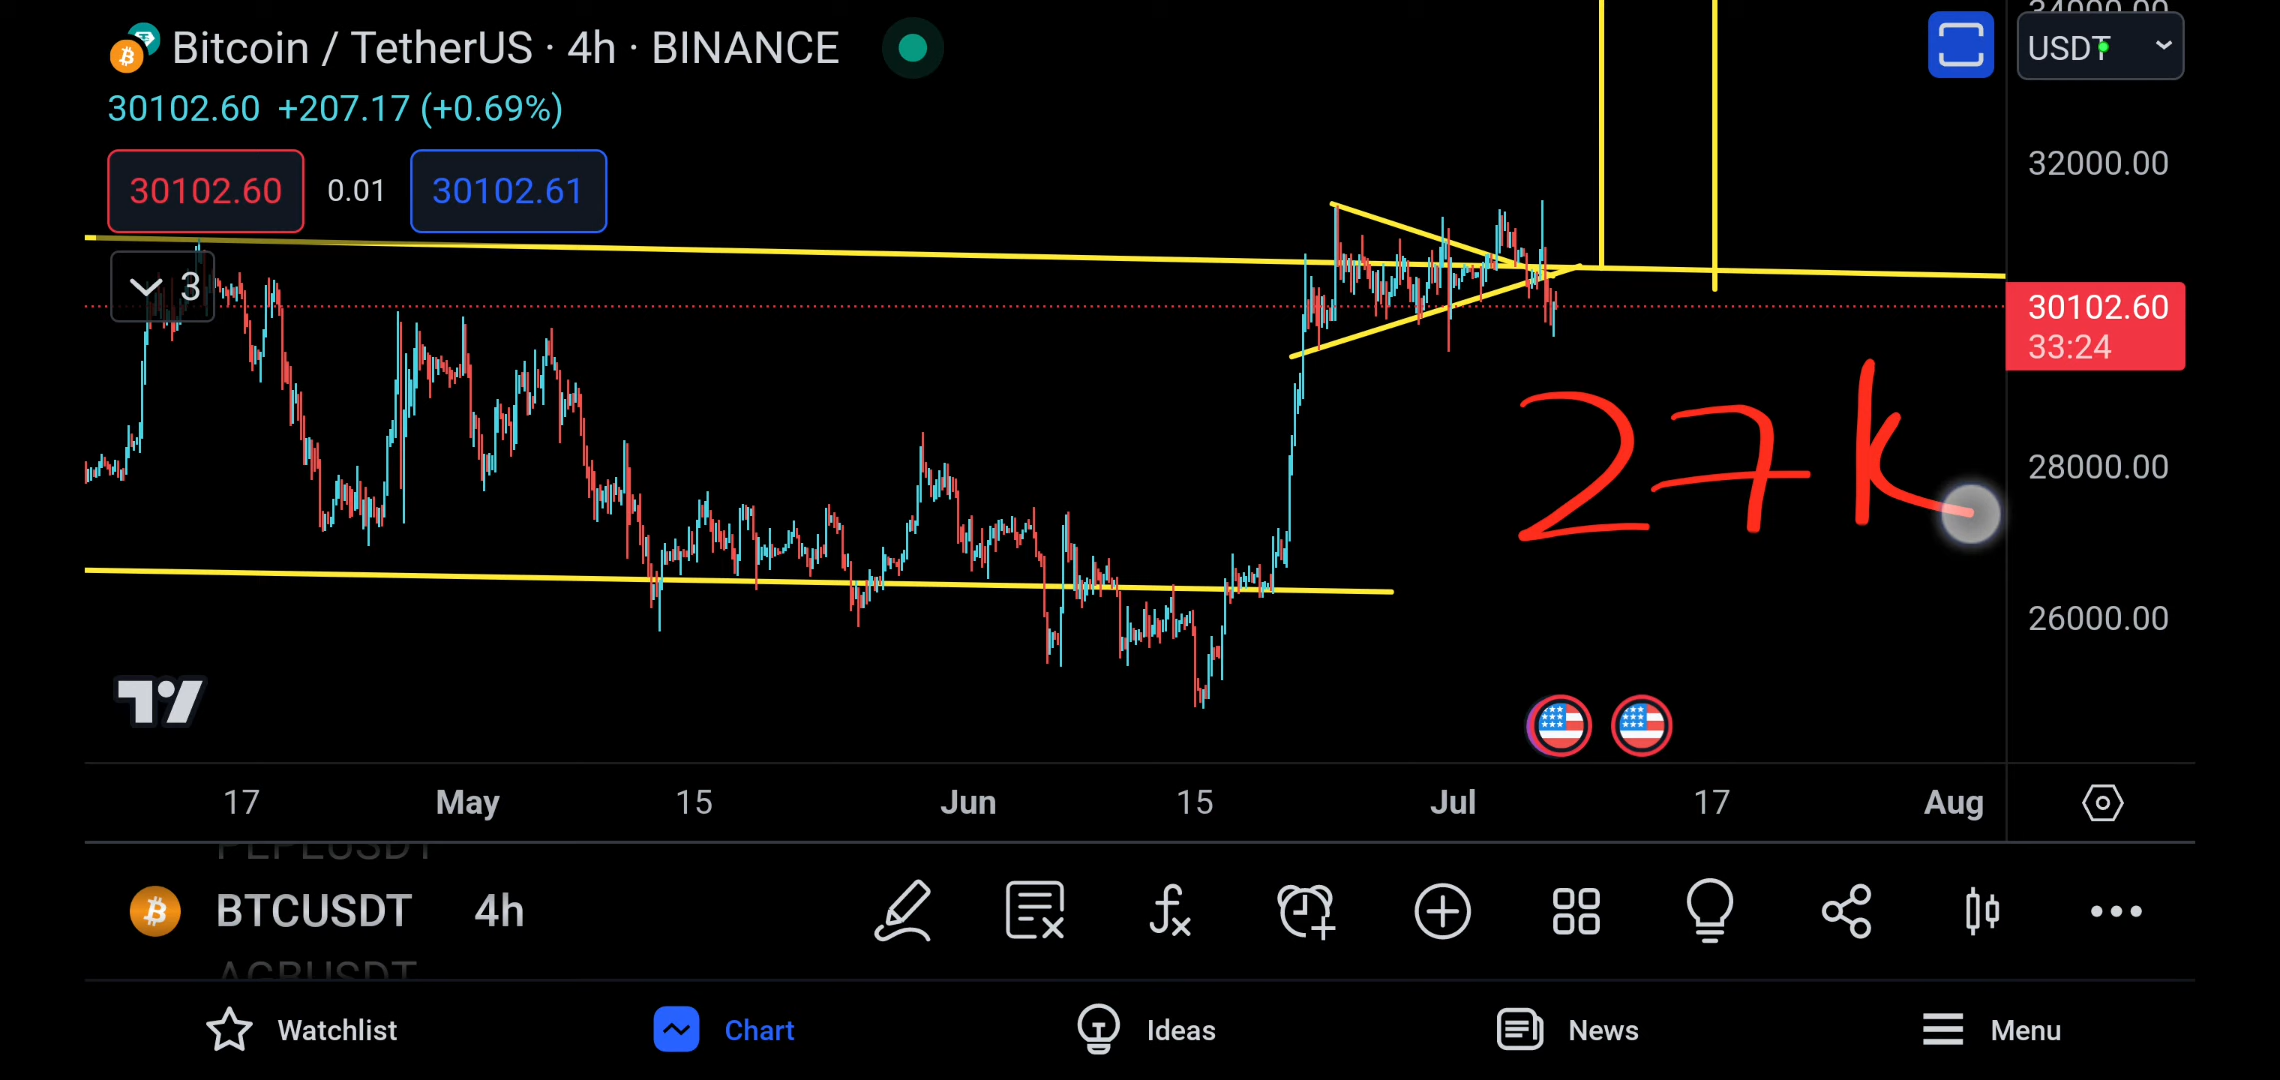 34000.00
Bitcoin / TetherUS · 4h · BINANCE
USDT
30102.60 +207.17 (+0.69%)
30102.60 0.01 30102.61
32000.00
3
30102.60
33:24
27k
28000.00
26000.00
17 May 15 Jun 15 Jul 17 Aug
BTCUSDT 4h
Watchlist Chart Ideas News Menu